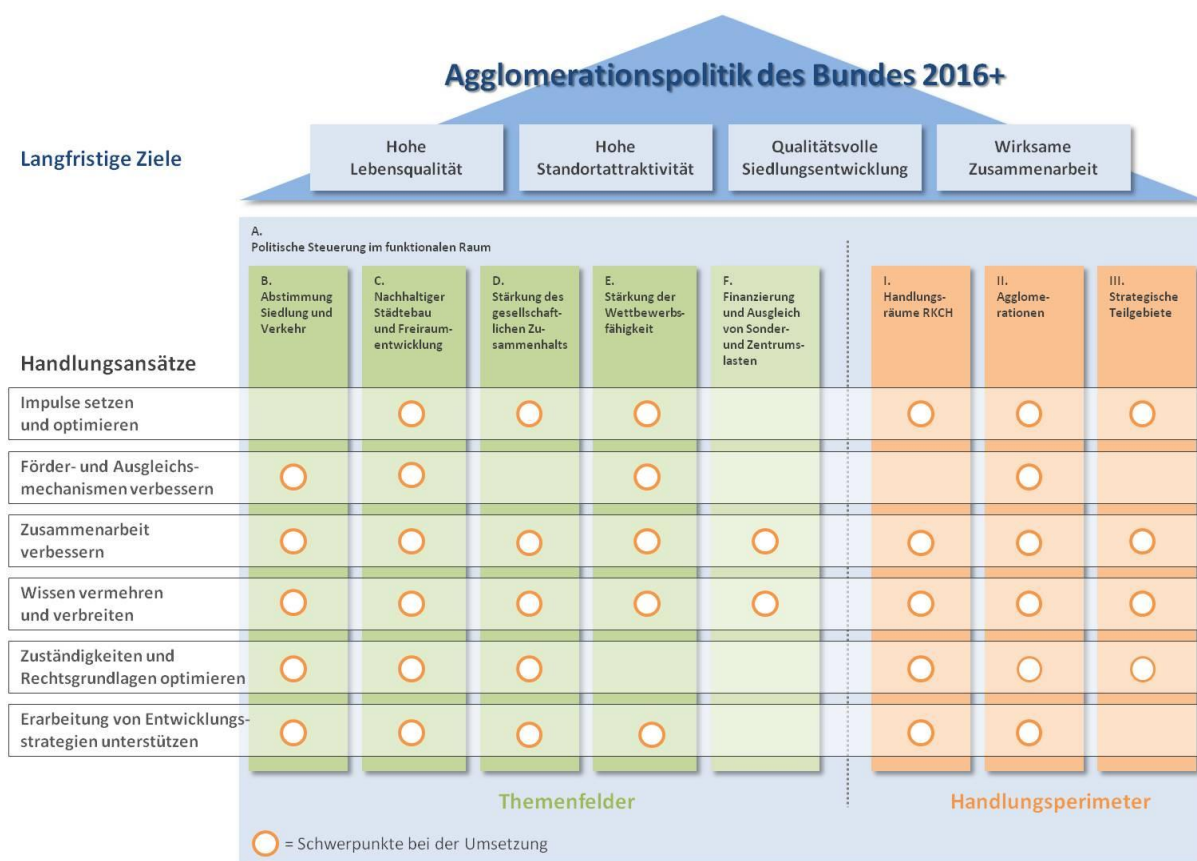 Agglomerationspolitik des Bundes 2016+
Langfristige Ziele
Hohe
Lebensqualität
Hohe
Standortattraktivität
Qualitätsvolle
Siedlungsentwicklung
Wirksame
Zusammenarbeit
A.
Politische Steuerung im funktionalen Raum
B.
Abstimmung
Siedlung und
Verkehr
C.
Nachhaltiger
Städtebau
und Freiraum-
entwicklung
D.
Stärkung des
gesellschaft-
lichen Zu-
sammenhalts
E.
Stärkung der
Wettbewerbs-
fähigkeit
F.
Finanzierung
und Ausgleich
von Sonder-
und Zentrums-
lasten
I.
Handlungs-
räume RKCH
II.
Agglome-
rationen
III.
Strategische
Teilgebiete
Handlungsansätze
Impulse setzen
und optimieren
Förder- und Ausgleichs-
mechanismen verbessern
Zusammenarbeit
verbessern
Wissen vermehren
und verbreiten
Zuständigkeiten und
Rechtsgrundlagen optimieren
Erarbeitung von Entwicklungs-
strategien unterstützen
Themenfelder
Handlungsperimeter
= Schwerpunkte bei der Umsetzung